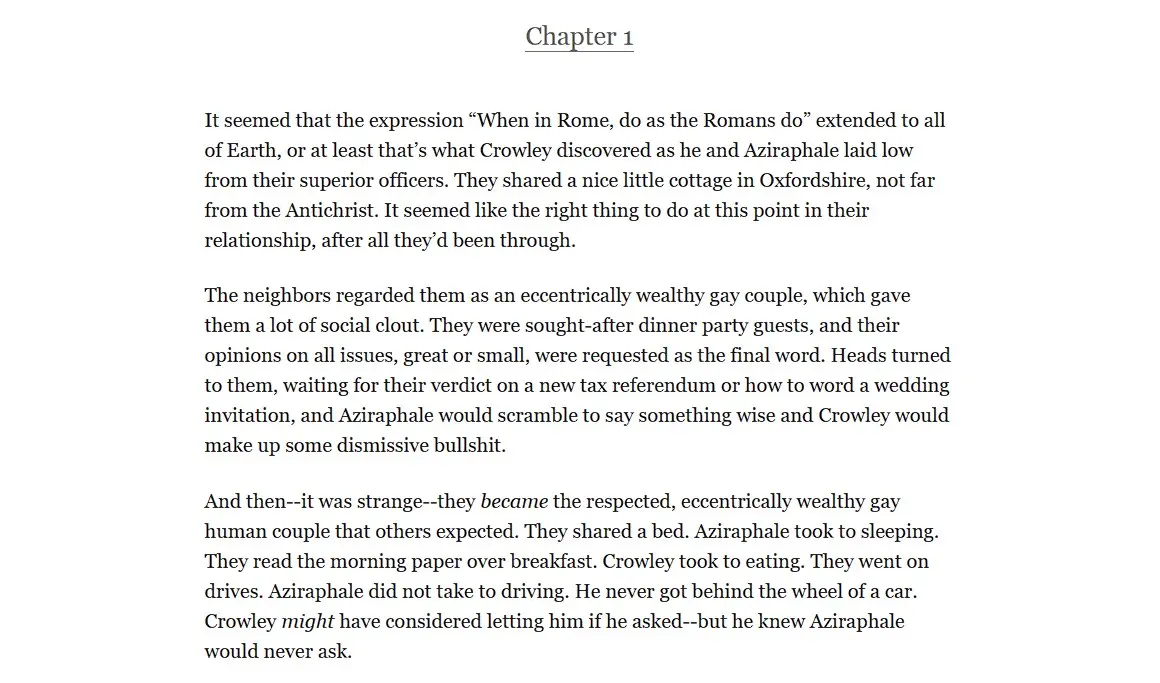 Chapter 1
It seemed that the expression “When in Rome, do as the Romans do” extended to all
of Earth, or at least that’s what Crowley discovered as he and Aziraphale laid low
from their superior officers. They shared a nice little cottage in Oxfordshire, not far
from the Antichrist. It seemed like the right thing to do at this point in their
relationship, after all they’d been through.
The neighbors regarded them as an eccentrically wealthy gay couple, which gave
them a lot of social clout. They were sought-after dinner party guests, and their
opinions on all issues, great or small, were requested as the final word. Heads turned
to them, waiting for their verdict on a new tax referendum or how to word a wedding
invitation, and Aziraphale would scramble to say something wise and Crowley would
make up some dismissive bullshit.
And then--it was strange--they became the respected, eccentrically wealthy gay
human couple that others expected. They shared a bed. Aziraphale took to sleeping.
They read the morning paper over breakfast. Crowley took to eating. They went on
drives. Aziraphale did not take to driving. He never got behind the wheel of a car.
Crowley might have considered letting him if he asked--but he knew Aziraphale
would never ask.